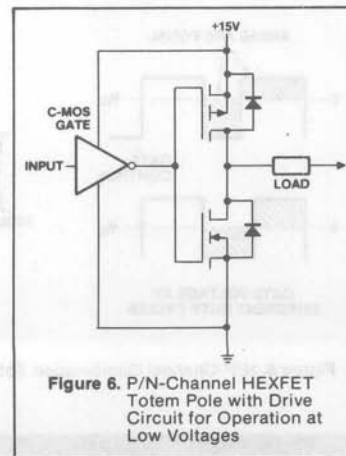 +15V
C-MOS
GATE
INPUT
LOAD
Figure 6. P/N-Channel HEXFET
Totem Pole with Drive
Circuit for Operation at
Low Voltages